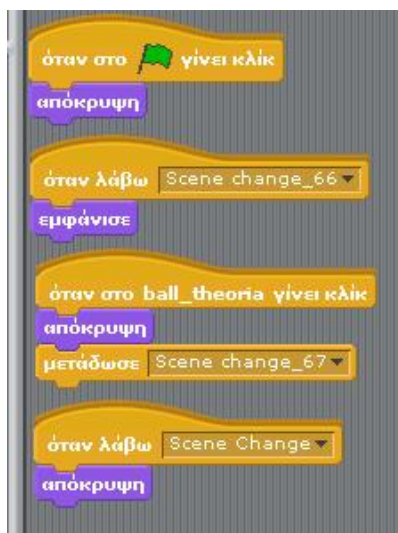 όταν στο γίνει κλικ
απόκρυψη
όταν λάβω Scene change_66
εμφάνισε
όταν στο ball_theoria γίνει κλικ
απόκρυψη
μετάδωσε Scene change_67
όταν λάβω Scene Change
απόκρυψη